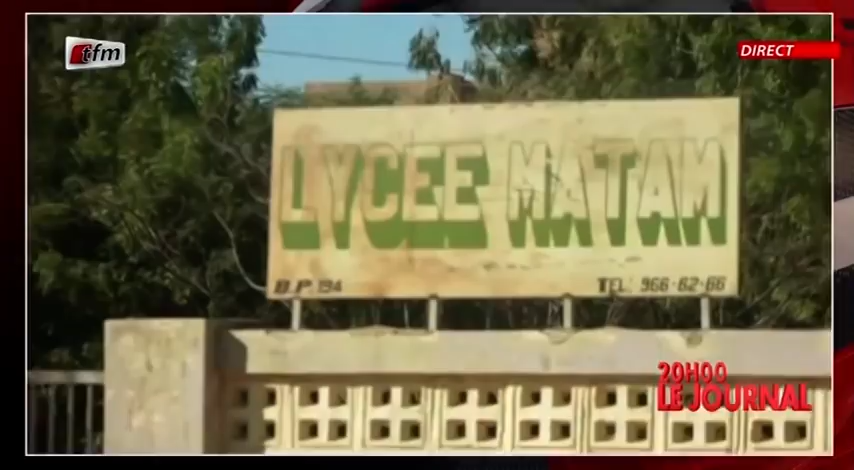 tfm
DIRECT
LYCEE MATAM
B.P. 194
TEL: 966-62-66
20H00
LE JOURNAL